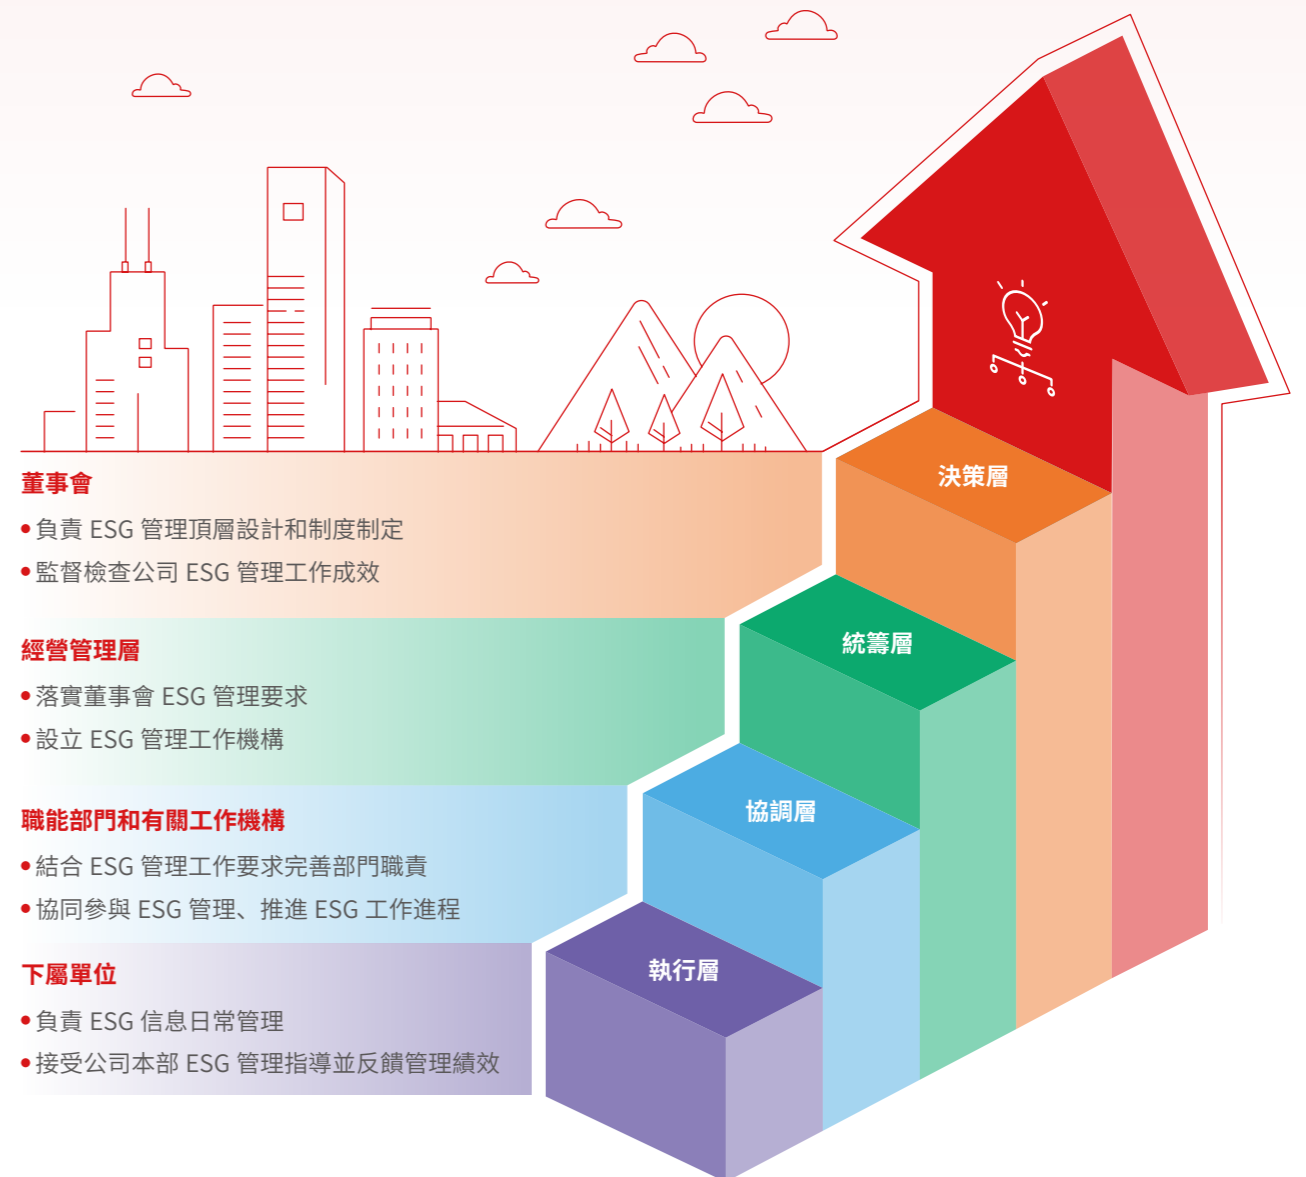 董事會
• 負責 ESG 管理頂層設計和制度制定
• 監督檢查公司 ESG 管理工作成效
決策層
經營管理層
• 落實董事會 ESG 管理要求
• 設立 ESG 管理工作機構
統籌層
職能部門和有關工作機構
• 結合 ESG 管理工作要求完善部門職責
• 協同參與 ESG 管理、推進 ESG 工作進程
協調層
下屬單位
• 負責 ESG 信息日常管理
• 接受公司本部 ESG 管理指導並反饋管理績效
執行層